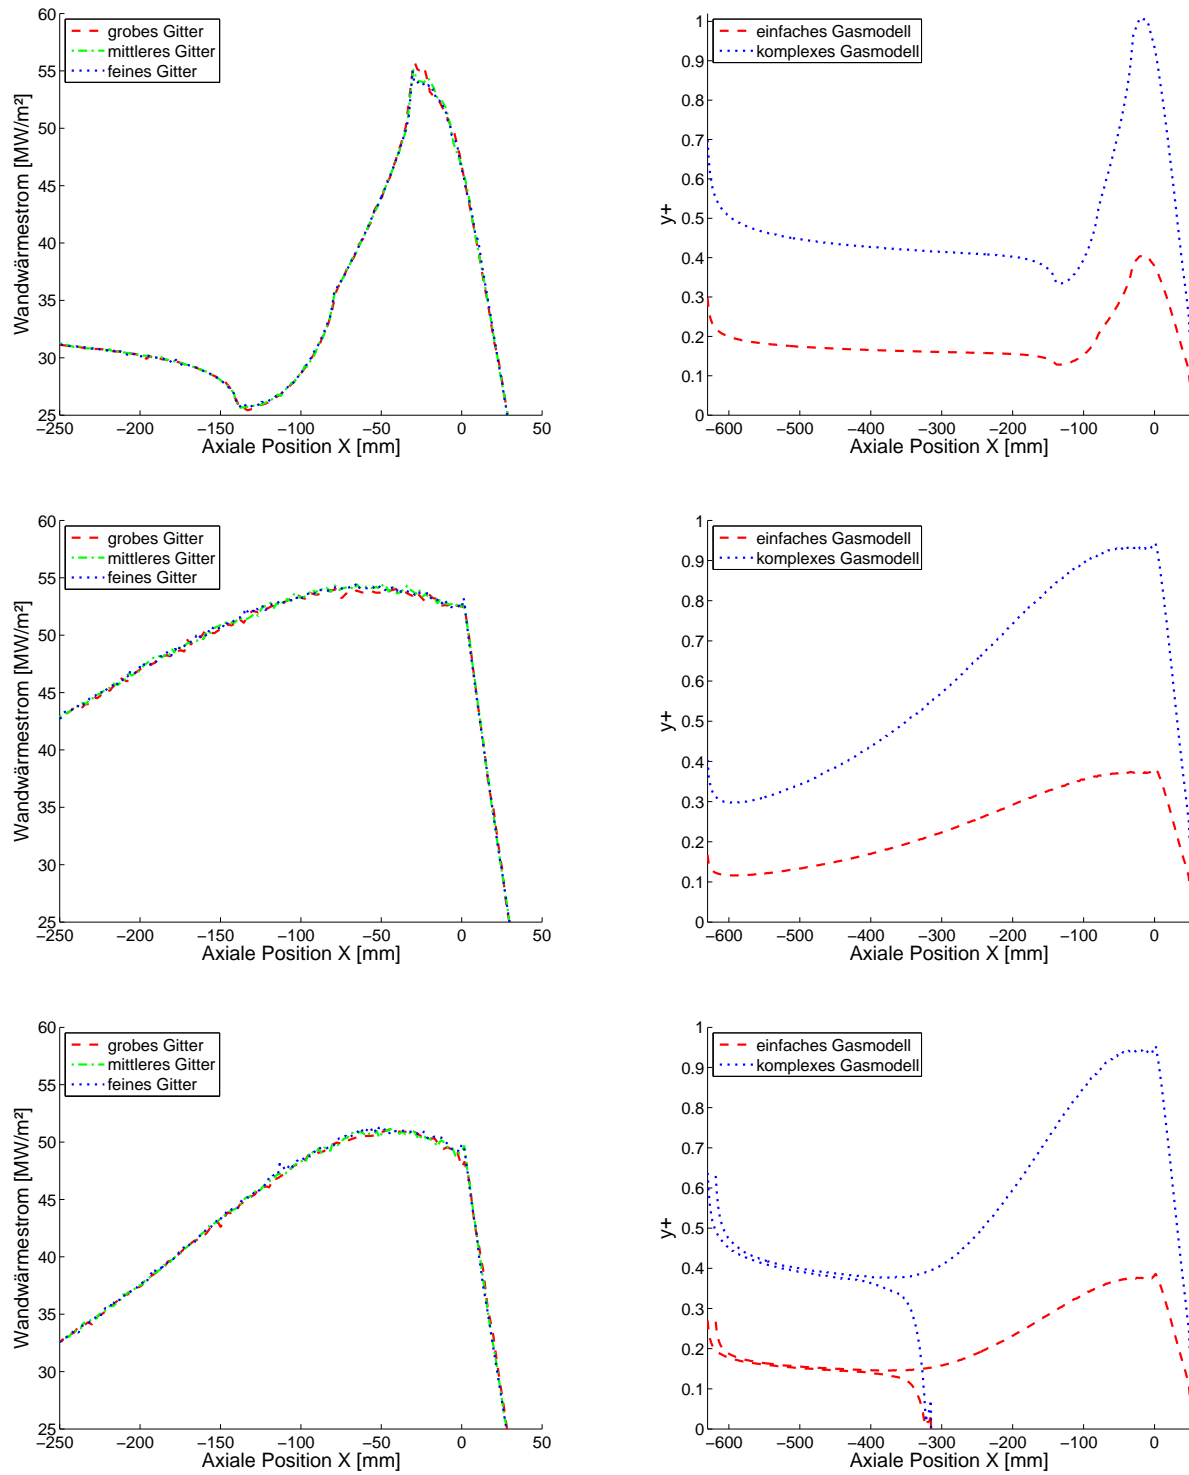 60
55
50
45
40
35
30
25
Wandwärmestrom [MW/m²]
grobes Gitter
mittleres Gitter
feines Gitter
−250 −200 −150 −100 −50 0 50
Axiale Position X [mm]
1
0.9
0.8
0.7
0.6
0.5
0.4
0.3
0.2
0.1
0
y+
einfaches Gasmodell
komplexes Gasmodell
−600 −500 −400 −300 −200 −100 0
Axiale Position X [mm]
60
55
50
45
40
35
30
25
Wandwärmestrom [MW/m²]
grobes Gitter
mittleres Gitter
feines Gitter
−250 −200 −150 −100 −50 0 50
Axiale Position X [mm]
1
0.9
0.8
0.7
0.6
0.5
0.4
0.3
0.2
0.1
0
y+
einfaches Gasmodell
komplexes Gasmodell
−600 −500 −400 −300 −200 −100 0
Axiale Position X [mm]
60
55
50
45
40
35
30
25
Wandwärmestrom [MW/m²]
grobes Gitter
mittleres Gitter
feines Gitter
−250 −200 −150 −100 −50 0 50
Axiale Position X [mm]
1
0.9
0.8
0.7
0.6
0.5
0.4
0.3
0.2
0.1
0
y+
einfaches Gasmodell
komplexes Gasmodell
−600 −500 −400 −300 −200 −100 0
Axiale Position X [mm]